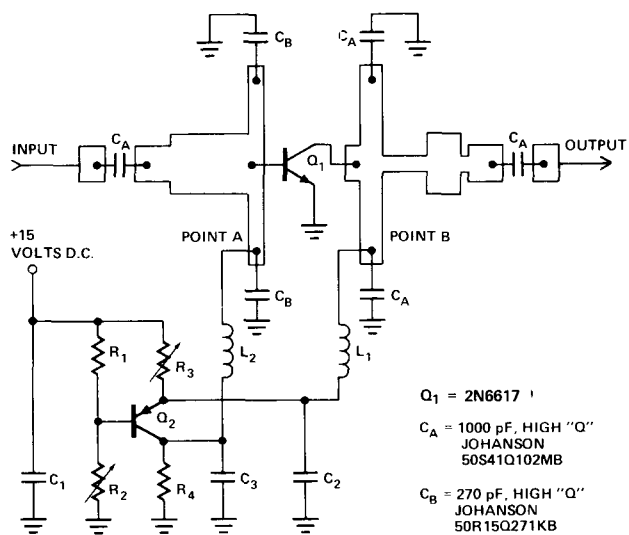 C_B
C_A
INPUT
C_A
Q_1
C_A
OUTPUT
POINT A
POINT B
+15
VOLTS D.C.
C_B
C_A
R_1
R_3
L_2
L_1
Q_2
C_1
R_2
R_4
C_3
C_2
Q_1 = 2N6617
C_A = 1000 pF, HIGH "Q"
JOHANSON
50S41Q102MB
C_B = 270 pF, HIGH "Q"
JOHANSON
50R15Q271KB